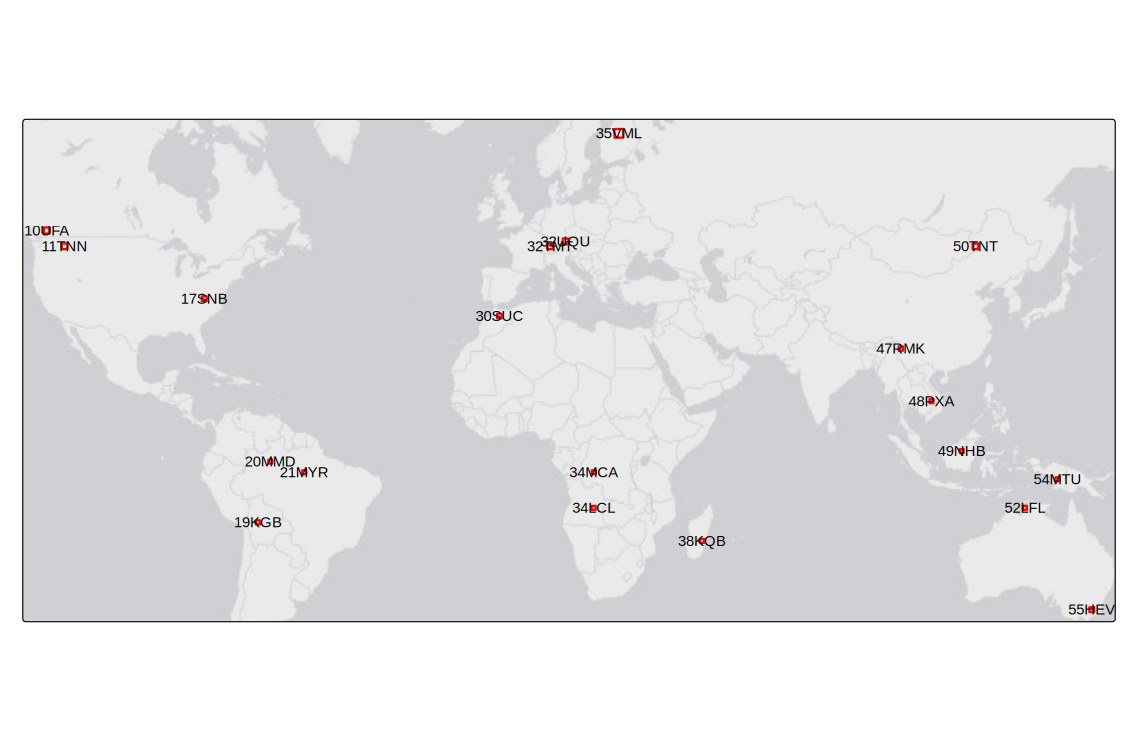 35VML
10UFA
11TNN
32UQU
32TMT
50TNT
17SNB
30SUC
47RMK
48PXA
49NHB
20MMD
21MYR
34MCA
54MTU
34LCL
52LFL
19KGB
38KQB
55HEV